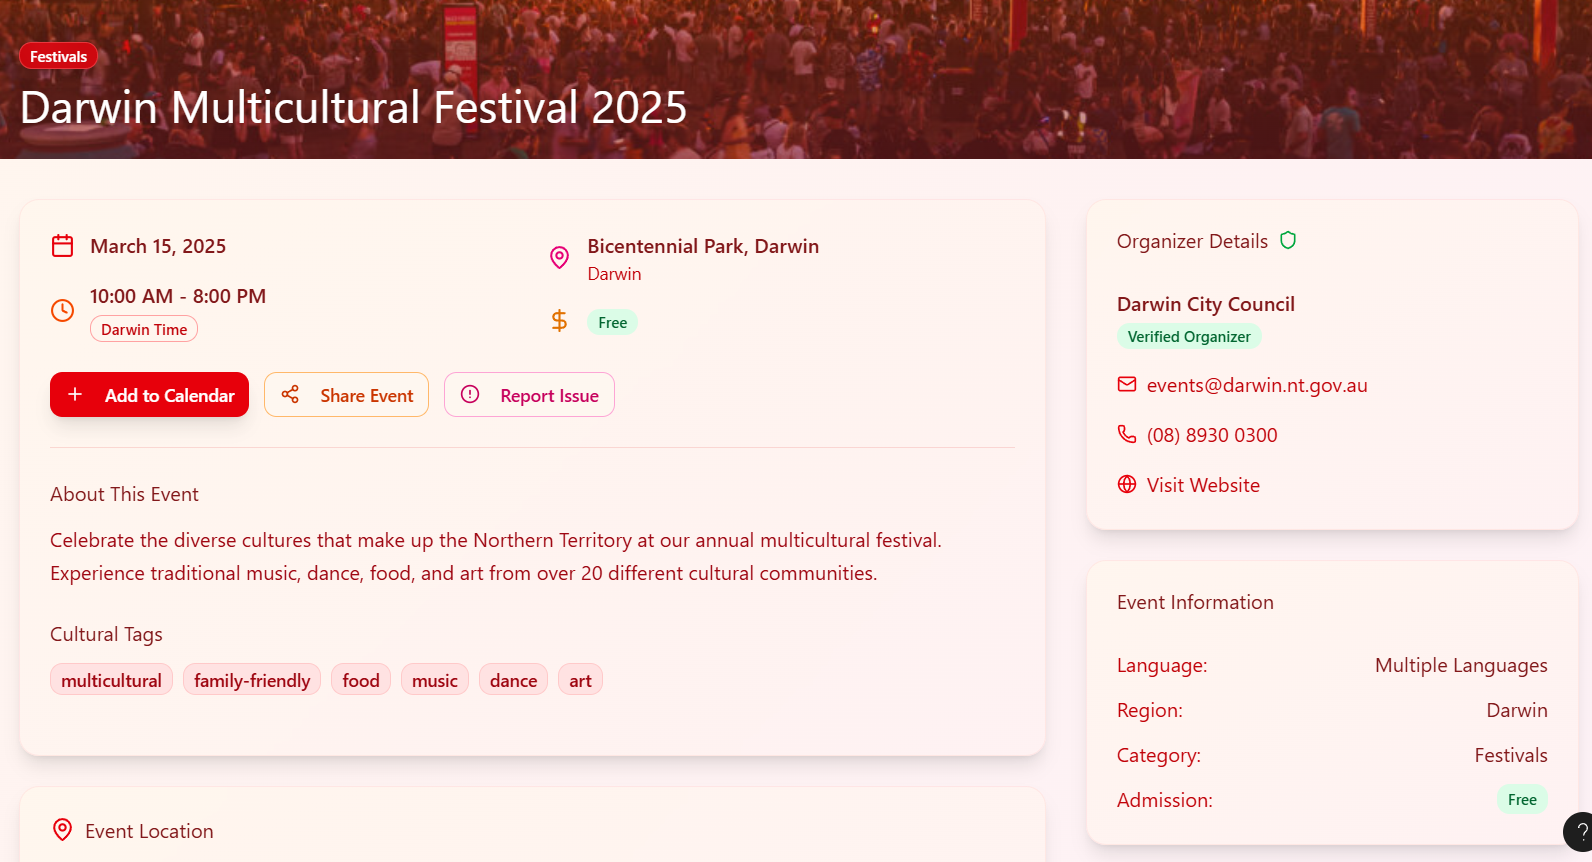 Festivals
Darwin Multicultural Festival 2025
March 15, 2025
10:00 AM - 8:00 PM
Darwin Time
Bicentennial Park, Darwin
Darwin
Free
Add to Calendar
Share Event
Report Issue
About This Event
Celebrate the diverse cultures that make up the Northern Territory at our annual multicultural festival.
Experience traditional music, dance, food, and art from over 20 different cultural communities.
Cultural Tags
multicultural
family-friendly
food
music
dance
art
Event Location
Organizer Details
Darwin City Council
Verified Organizer
events@darwin.nt.gov.au
(08) 8930 0300
Visit Website
Event Information
Language: Multiple Languages
Region: Darwin
Category: Festivals
Admission: Free
?